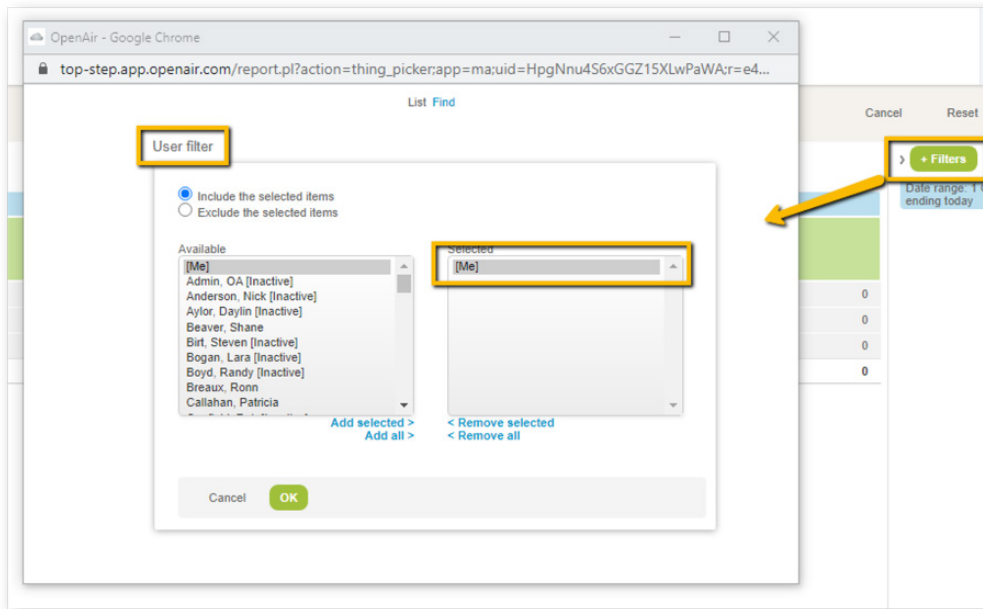 OpenAir - Google Chrome
top-step.app.openair.com/report.pl?action=thing_picker;app=ma;uid=HpgNnu4S6xGGZ15XLwPaWA;r=e4...
List Find
Cancel Reset
User filter
+ Filters
Include the selected items
Exclude the selected items
Date range: 1
ending today
Available
Selected
[Me]
Admin, OA [Inactive]
Anderson, Nick [Inactive]
Aylor, Daylin [Inactive]
Beaver, Shane
Birt, Steven [Inactive]
Bogan, Lara [Inactive]
Boyd, Randy [Inactive]
Breaux, Ronn
Callahan, Patricia
[Me]
0
0
0
0
Add selected >
Add all >
< Remove selected
< Remove all
Cancel
OK